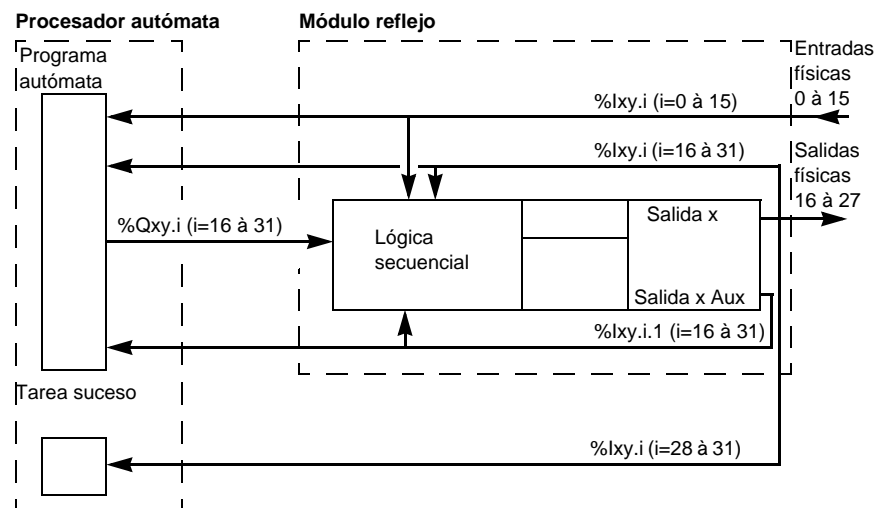 Procesador autómata
Módulo reflejo
Programa
autómata
Entradas
físicas
0 à 15
%Ixy.i (i=0 à 15)
%Ixy.i (i=16 à 31)
Salidas
físicas
16 à 27
%Qxy.i (i=16 à 31)
Lógica
secuencial
Salida x
Salida x Aux
%Ixy.i.1 (i=16 à 31)
Tarea suceso
%Ixy.i (i=28 à 31)